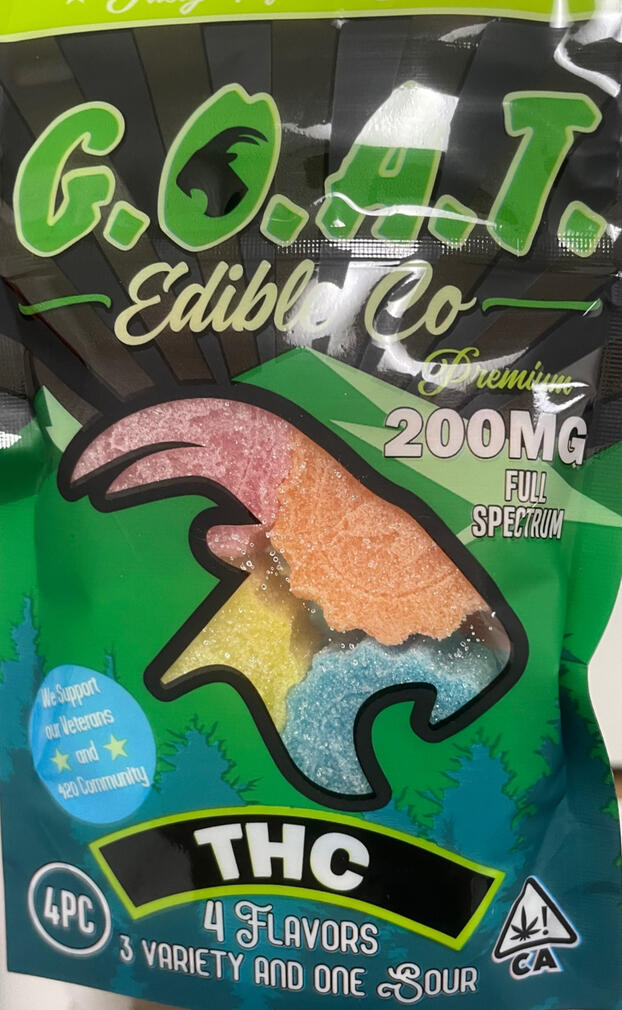 G.O.A.T.
Edible Co
Premium
200MG
FULL
SPECTRUM
We Support
our Veterans
and
420 Community
THC
4PC
4 FLAVORS
3 VARIETY AND ONE SOUR
!
CA